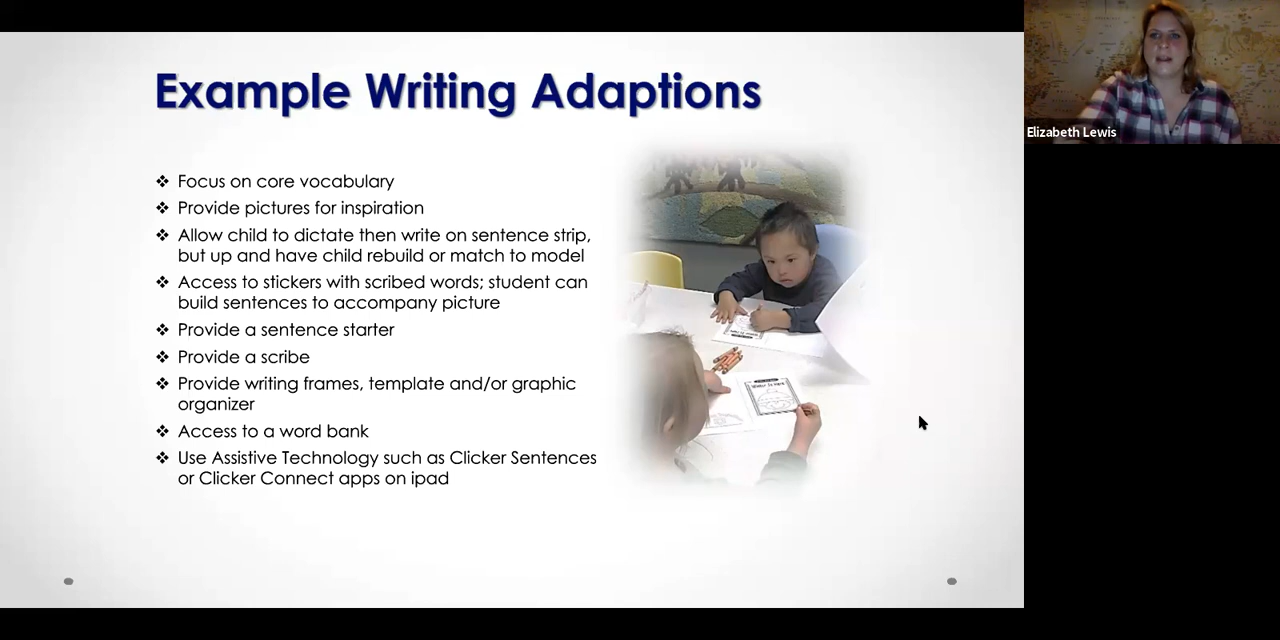 Example Writing Adaptions
❖ Focus on core vocabulary
❖ Provide pictures for inspiration
❖ Allow child to dictate then write on sentence strip,
but up and have child rebuild or match to model
❖ Access to stickers with scribed words; student can
build sentences to accompany picture
❖ Provide a sentence starter
❖ Provide a scribe
❖ Provide writing frames, template and/or graphic
organizer
❖ Access to a word bank
❖ Use Assistive Technology such as Clicker Sentences
or Clicker Connect apps on ipad
Winter Is Here
Elizabeth Lewis